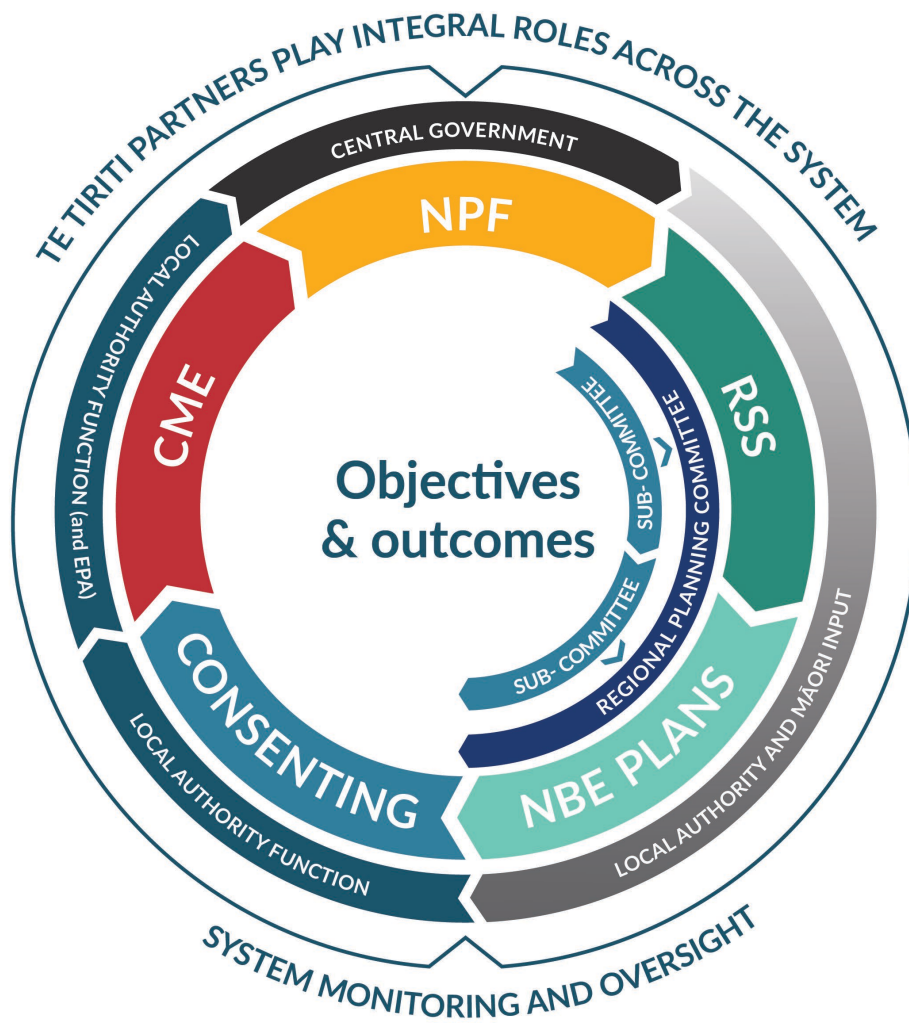 TE TIRITI PARTNERS PLAY INTEGRAL ROLES ACROSS THE SYSTEM
CENTRAL GOVERNMENT
NPF
LOCAL AUTHORITY FUNCTION (and EPA)
CME
RSS
REGIONAL PLANNING COMMITTEE
SUB- COMMITTEE
SUB- COMMITTEE
Objectives
& outcomes
LOCAL AUTHORITY AND MĀORI INPUT
NBE PLANS
CONSENTING
LOCAL AUTHORITY FUNCTION
SYSTEM MONITORING AND OVERSIGHT